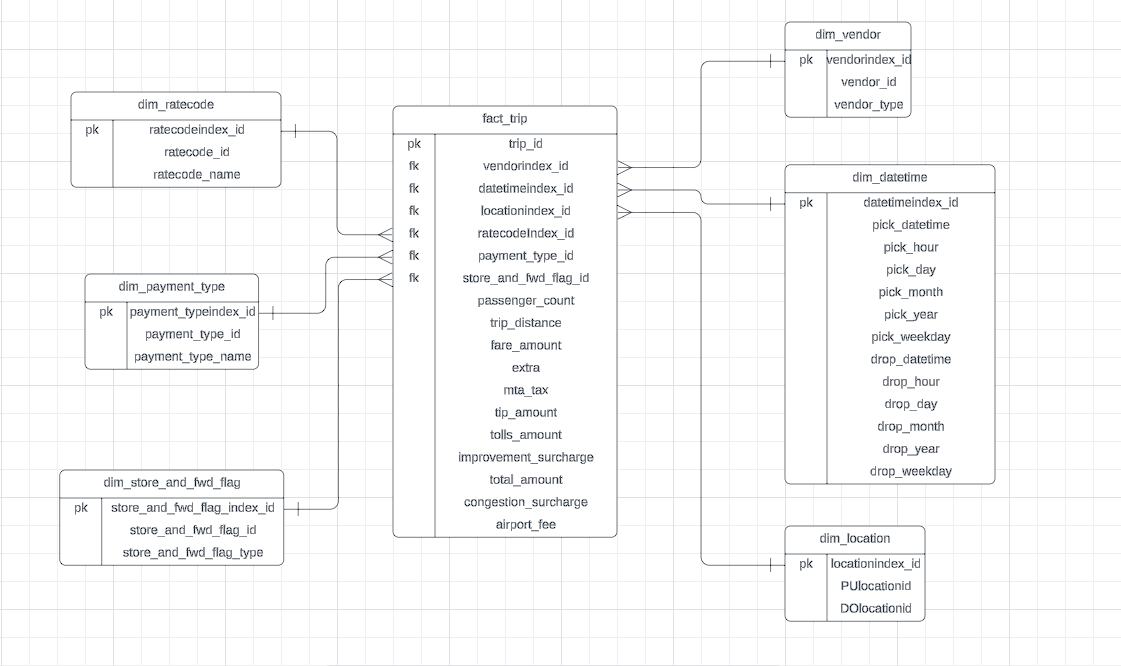 dim_ratecode
pk ratecodeindex_id
ratecode_id
ratecode_name
dim_payment_type
pk payment_typeindex_id
payment_type_id
payment_type_name
dim_store_and_fwd_flag
pk store_and_fwd_flag_index_id
store_and_fwd_flag_id
store_and_fwd_flag_type
fact_trip
pk trip_id
fk vendorindex_id
fk datetimeindex_id
fk locationindex_id
fk ratecodeIndex_id
fk payment_type_id
fk store_and_fwd_flag_id
passenger_count
trip_distance
fare_amount
extra
mta_tax
tip_amount
tolls_amount
improvement_surcharge
total_amount
congestion_surcharge
airport_fee
dim_vendor
pk vendorindex_id
vendor_id
vendor_type
dim_datetime
pk datetimeindex_id
pick_datetime
pick_hour
pick_day
pick_month
pick_year
pick_weekday
drop_datetime
drop_hour
drop_day
drop_month
drop_year
drop_weekday
dim_location
pk locationindex_id
PUlocationid
DOlocationid